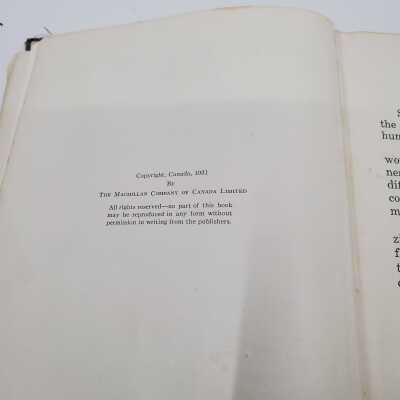 Copyright, Canada, 1931
By
The Macmillan Company of Canada Limited
All rights reserved—no part of this book
may be reproduced in any form without
permission in writing from the publishers.
the
hum
wo
ne
dif
co
m
z
f
t